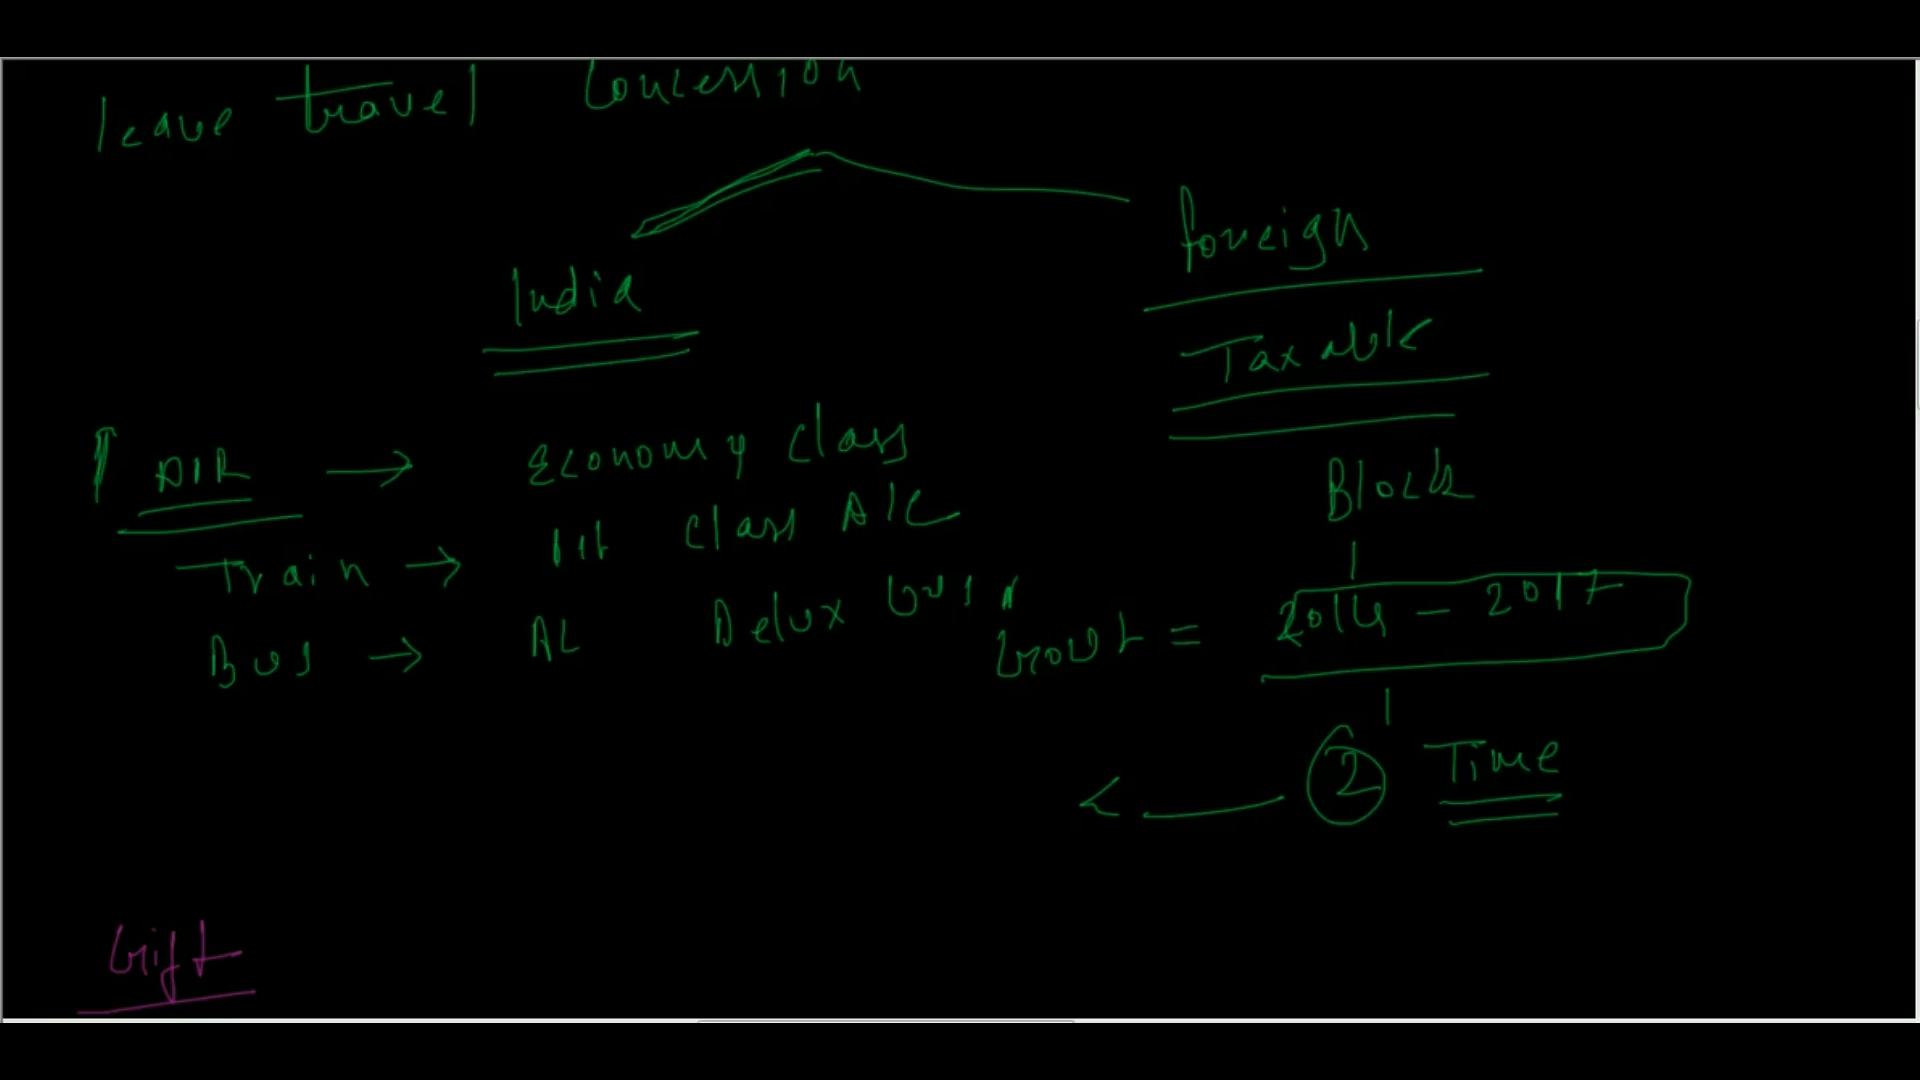 leave travel Concession
India
foreign
Taxable
AIR → Economy class
Train → 1st class A/C
Bus → AC Delux bus
Block
Govt = 2014 - 2017
2 Time
Gift